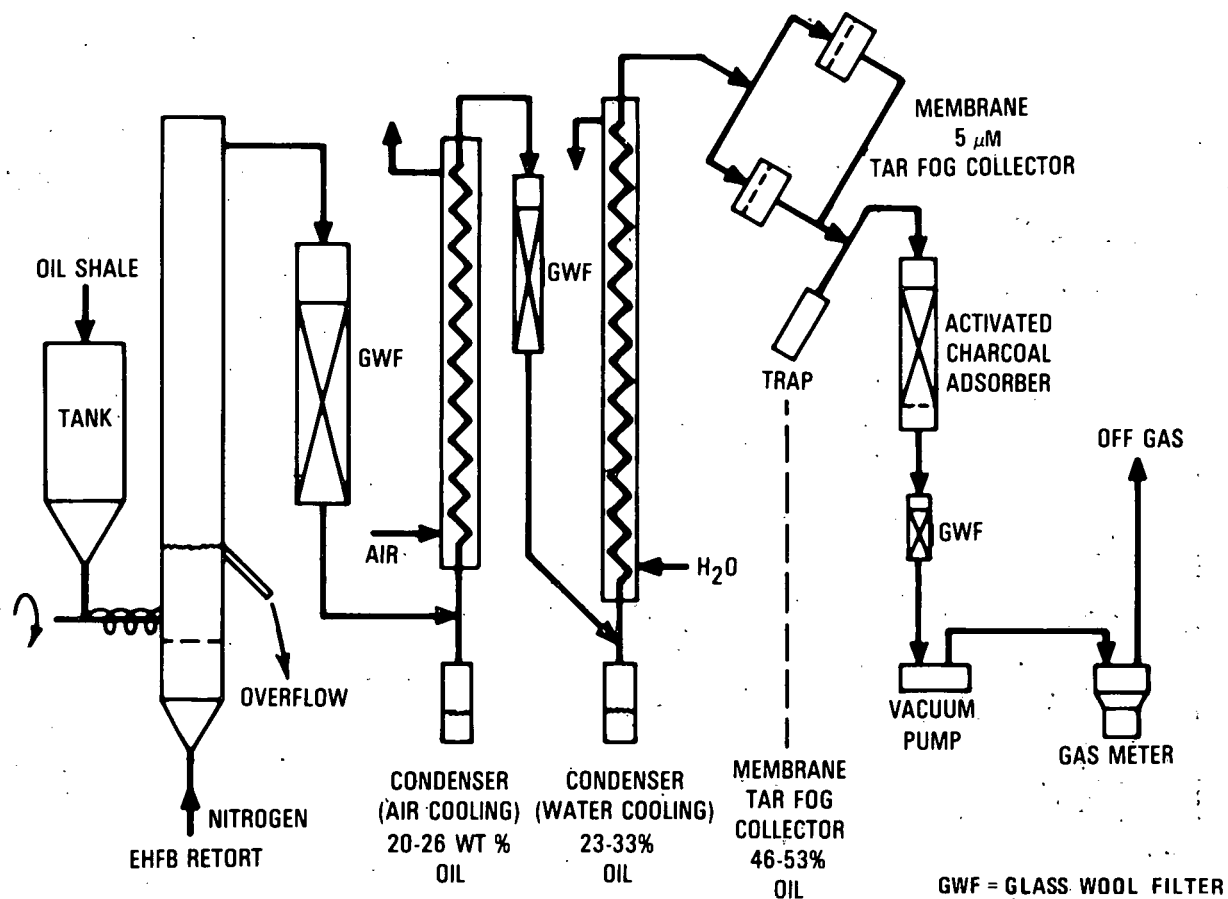 MEMBRANE
5 μM
TAR FOG COLLECTOR
OIL SHALE
TANK
GWF
GWF
ACTIVATED
CHARCOAL
ADSORBER
TRAP
OFF GAS
AIR
H₂O
GWF
OVERFLOW
VACUUM
PUMP
GAS METER
NITROGEN
EHFB RETORT
CONDENSER
(AIR COOLING)
20-26 WT %
OIL
CONDENSER
(WATER COOLING)
23-33%
OIL
MEMBRANE
TAR FOG
COLLECTOR
46-53%
OIL
GWF = GLASS WOOL FILTER